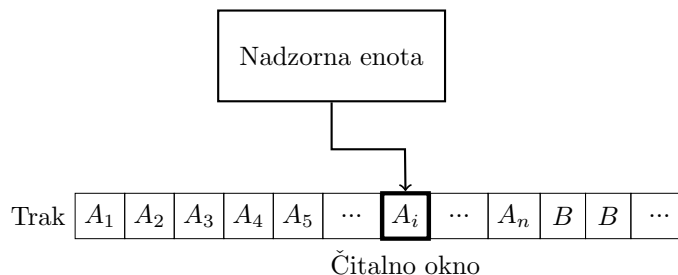 Nadzorna enota
Trak A₁ A₂ A₃ A₄ A₅ ... Aᵢ ... Aₙ B B ...
Čitalno okno